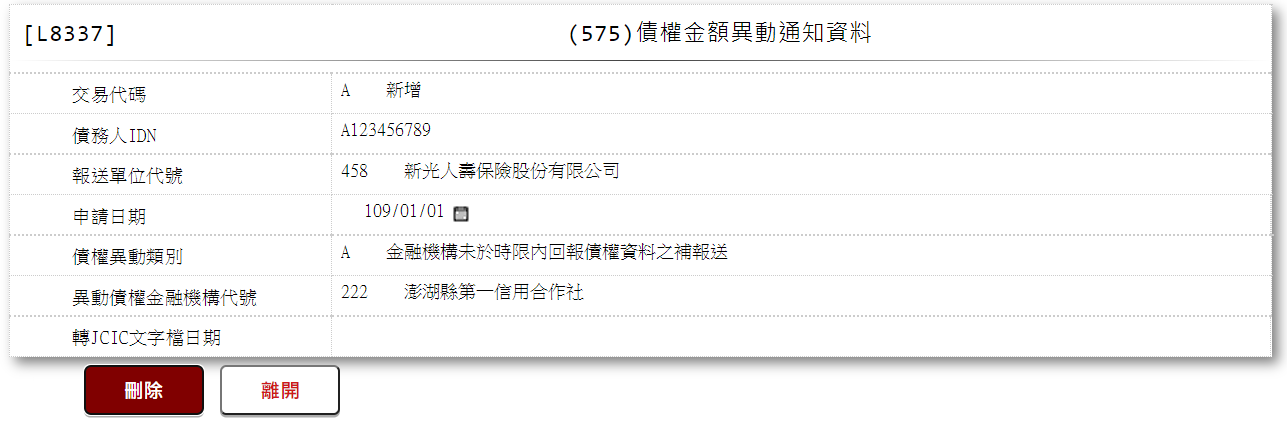 [L8337] (575)債權金額異動通知資料
交易代碼 A 新增
債務人IDN A123456789
報送單位代號 458 新光人壽保險股份有限公司
申請日期 109/01/01
債權異動類別 A 金融機構未於時限內回報債權資料之補報送
異動債權金融機構代號 222 澎湖縣第一信用合作社
轉JCIC文字檔日期
刪除 離開